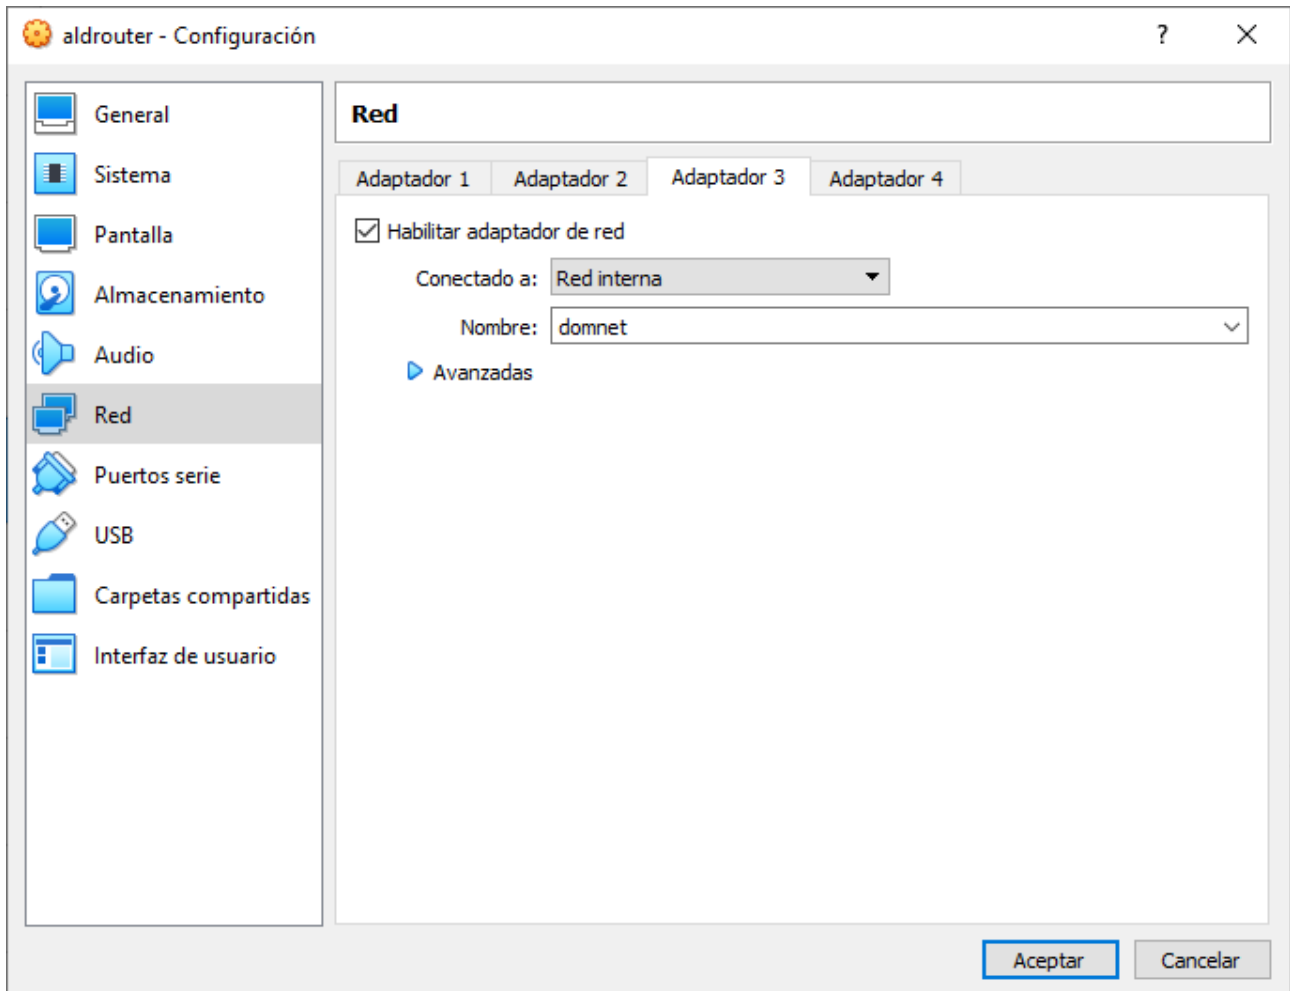 aldrouter - Configuración
?
General
Sistema
Pantalla
Almacenamiento
Audio
Red
Puertos serie
USB
Carpetas compartidas
Interfaz de usuario
Red
Adaptador 1 Adaptador 2 Adaptador 3 Adaptador 4
Habilitar adaptador de red
Conectado a: Red interna
Nombre: domnet
Avanzadas
Aceptar Cancelar